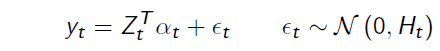 y_t = Z_t^T α_t + ϵ_t    ϵ_t ∼ 𝒩 (0, H_t)